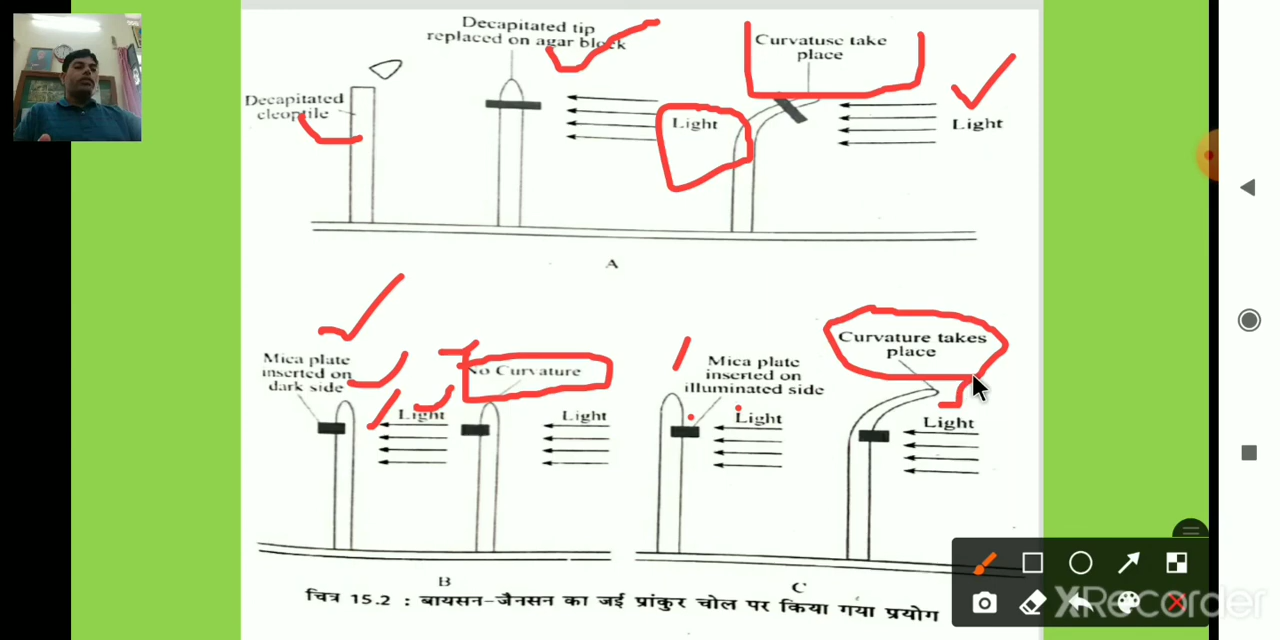 Decapitated tip
replaced on agar block
Curvatuse take
place
Decapitated
cleoptile
Light
Light
A
Mica plate
inserted on
dark side
No Curvature
Light
Light
Mica plate
inserted on
illuminated side
Light
Curvature takes
place
Light
B
C
चित्र 15.2 : बायसन-जैनसन का जई प्रांकुर चोल पर किया गया प्रयोग
XRecorder